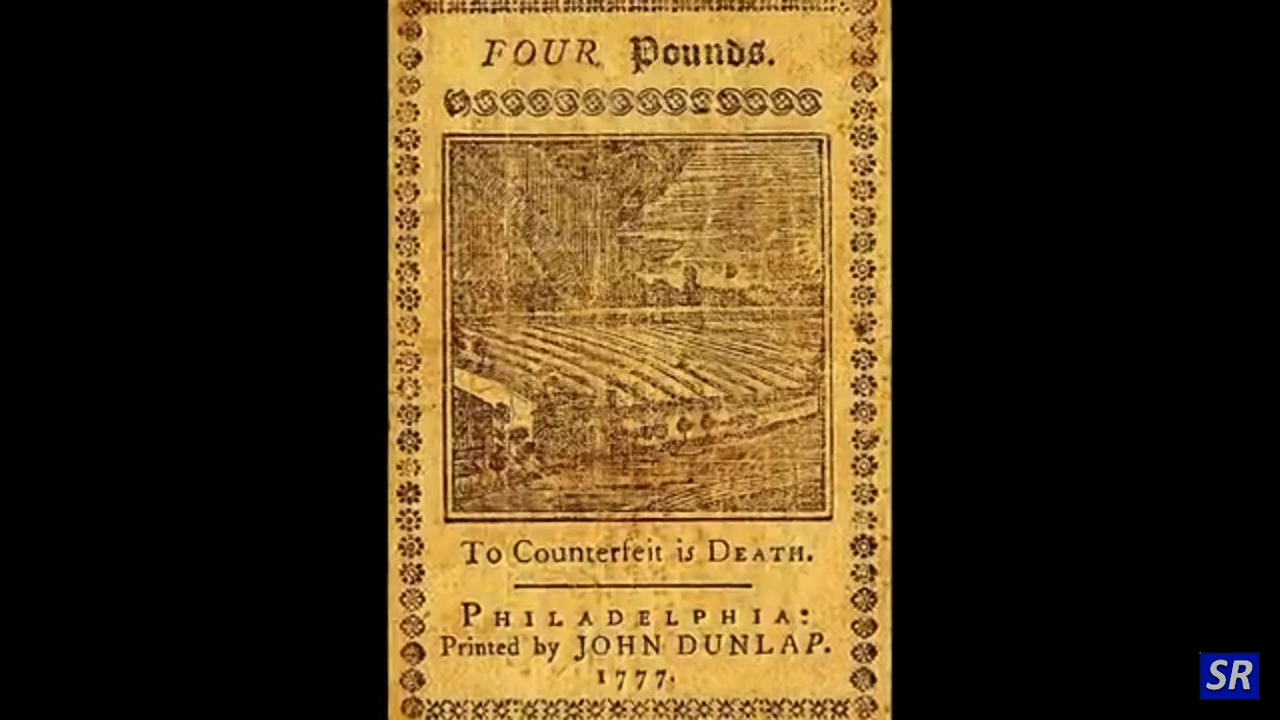 FOUR Pounds.
To Counterfeit is DEATH.
PHILADELPHIA:
Printed by JOHN DUNLAP.
1777.
SR